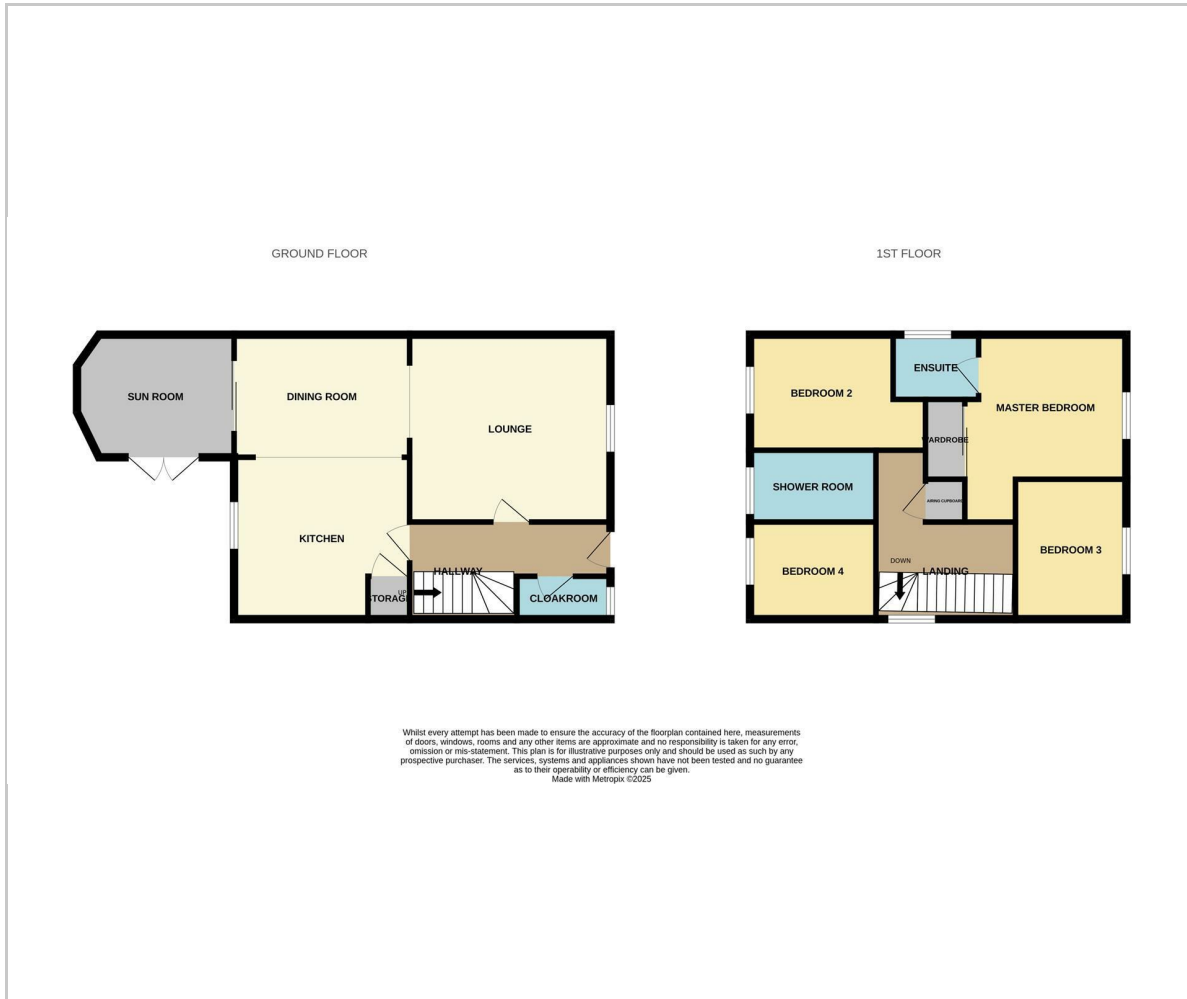 GROUND FLOOR
1ST FLOOR
SUN ROOM
DINING ROOM
LOUNGE
KITCHEN
HALLWAY
UP
STORAGE
CLOAKROOM
ENSUITE
BEDROOM 2
MASTER BEDROOM
WARDROBE
SHOWER ROOM
AIRING CUPBOARD
BEDROOM 3
DOWN
BEDROOM 4
LANDING
Whilst every attempt has been made to ensure the accuracy of the floorplan contained here, measurements
of doors, windows, rooms and any other items are approximate and no responsibility is taken for any error,
omission or mis-statement. This plan is for illustrative purposes only and should be used as such by any
prospective purchaser. The services, systems and appliances shown have not been tested and no guarantee
as to their operability or efficiency can be given.
Made with Metropix ©2025